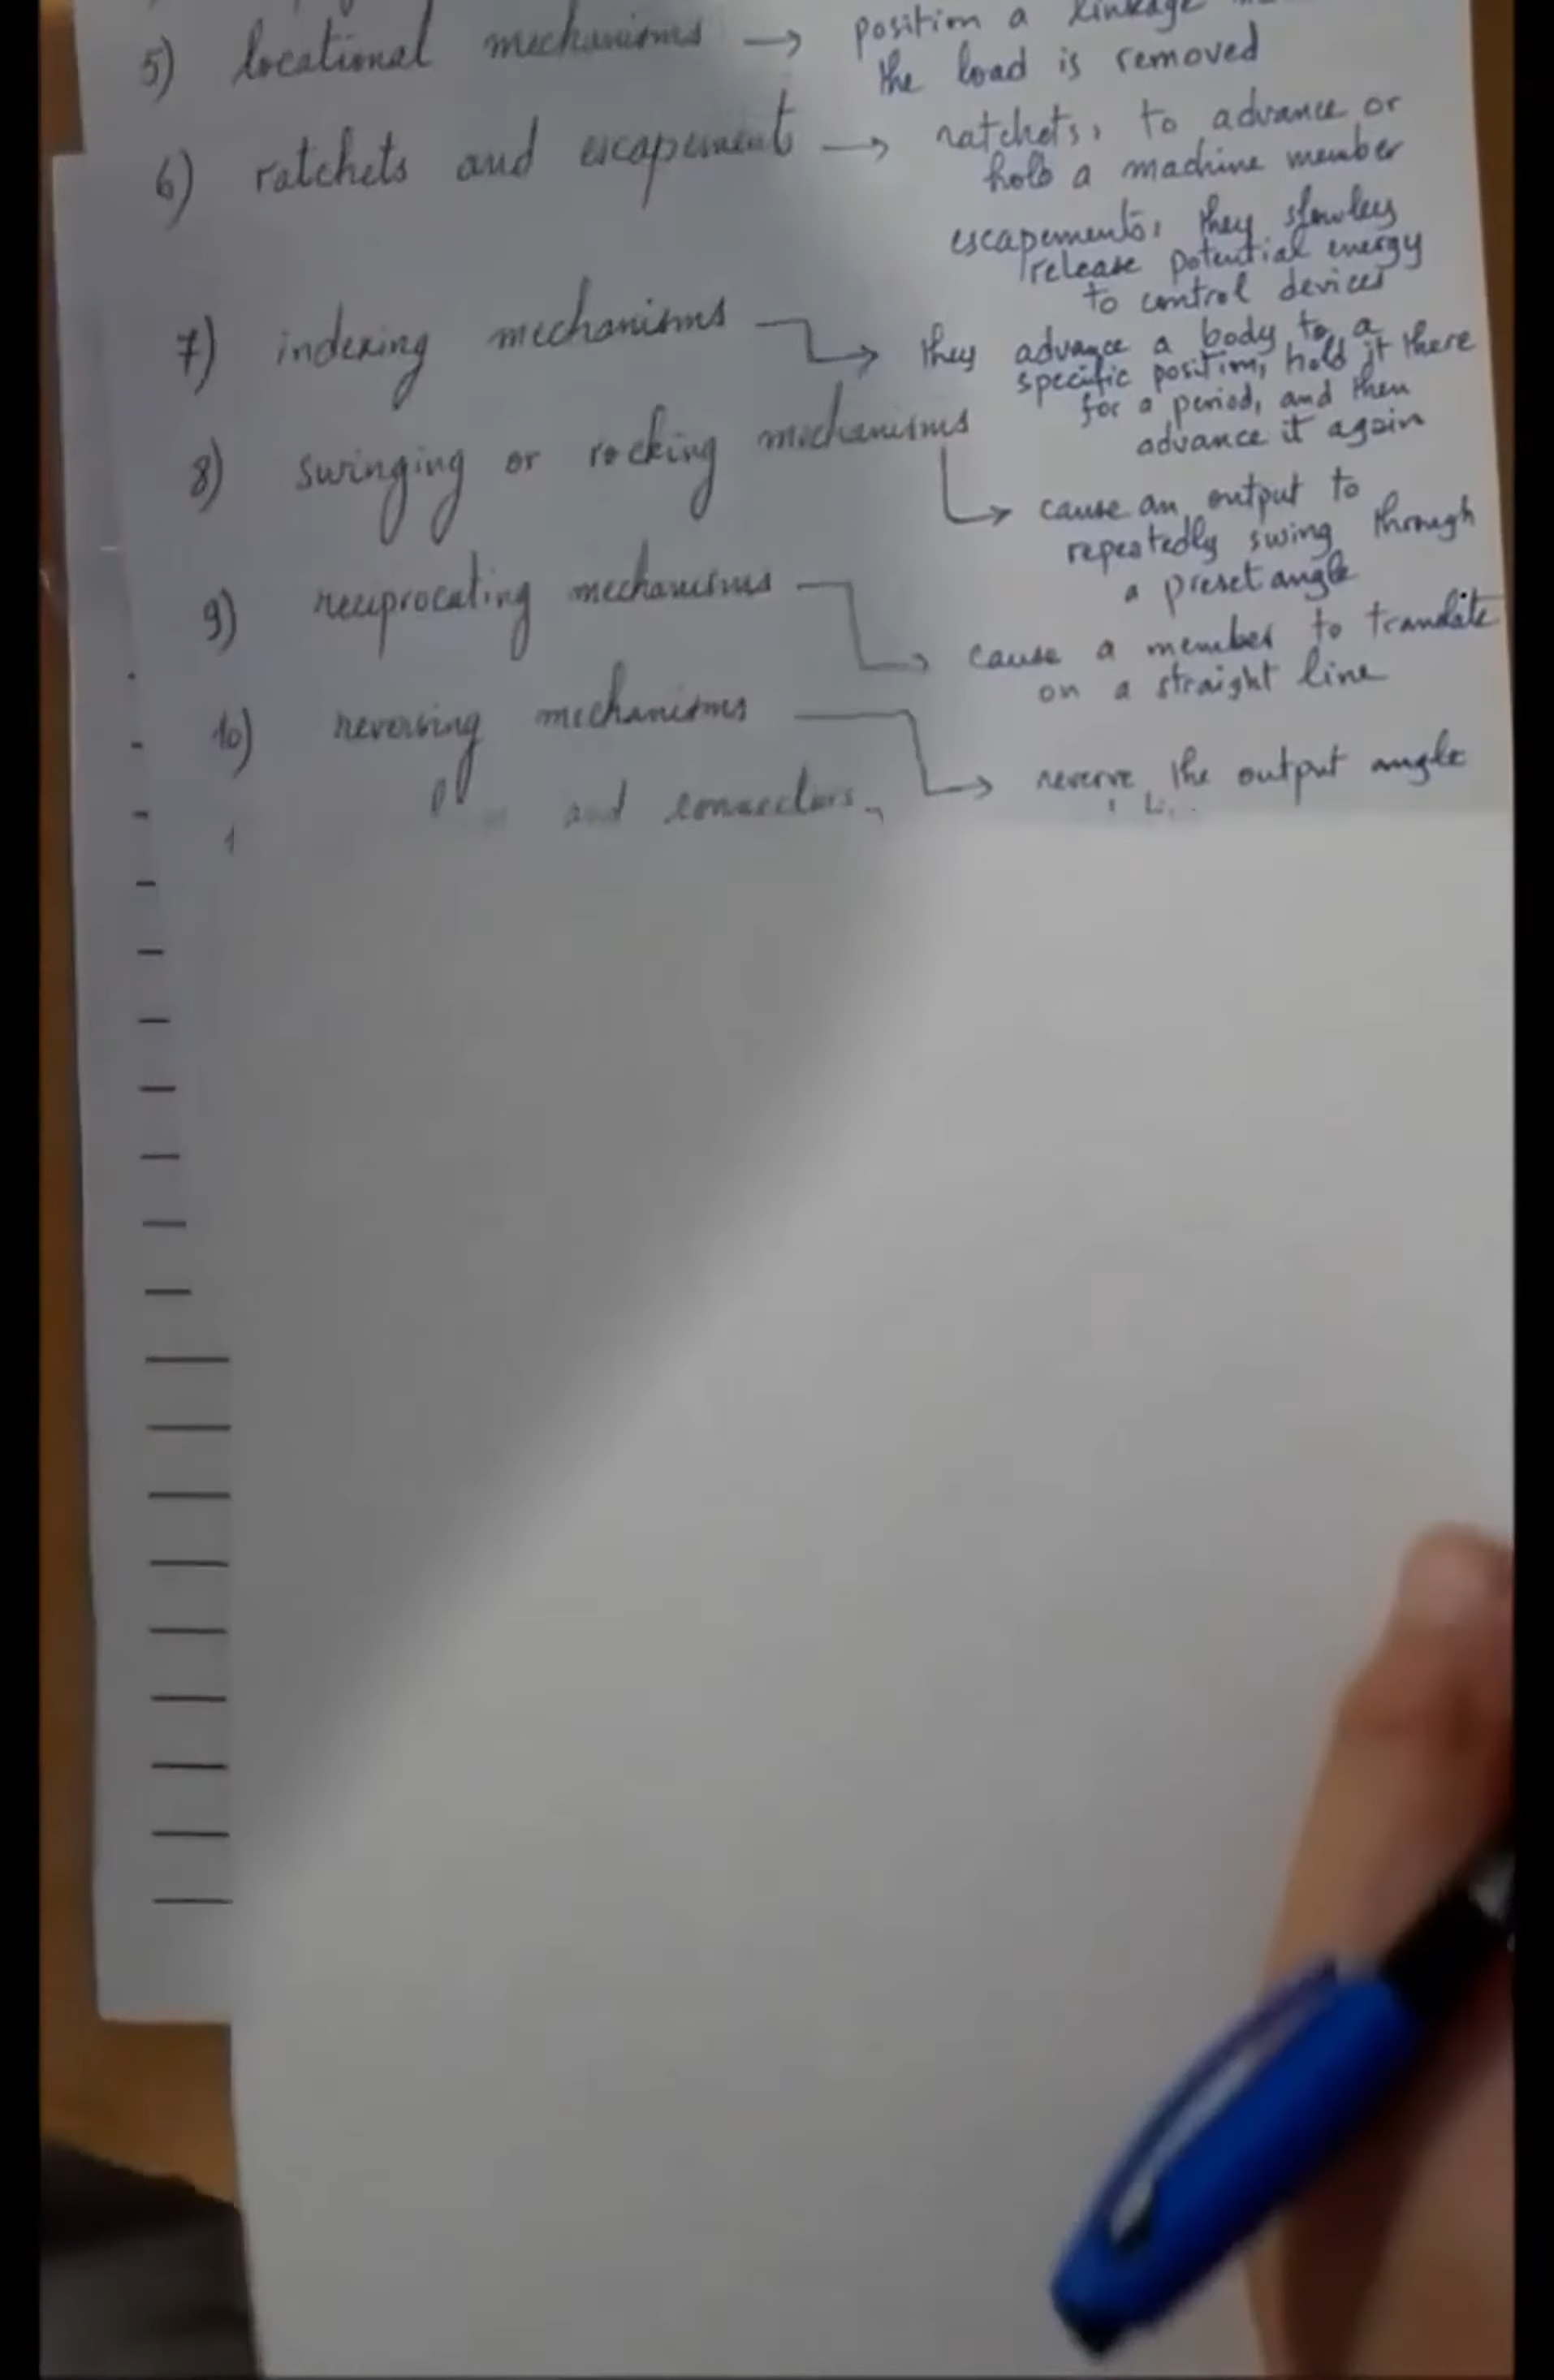 5) locational mechanisms → position a linkage
the load is removed
6) ratchets and escapement → ratchets: to advance or
hold a machine member
escapements: they slowley
release potential energy
to control devices
7) indexing mechanisms → they advance a body to a
specific position, hold it there
for a period, and then
advance it again
8) swinging or rocking mechanisms → cause an output to
repeatedly swing through
a preset angle
9) reciprocating mechanisms → cause a member to translate
on a straight line
10) reversing mechanisms → reverse the output angle
and connectors